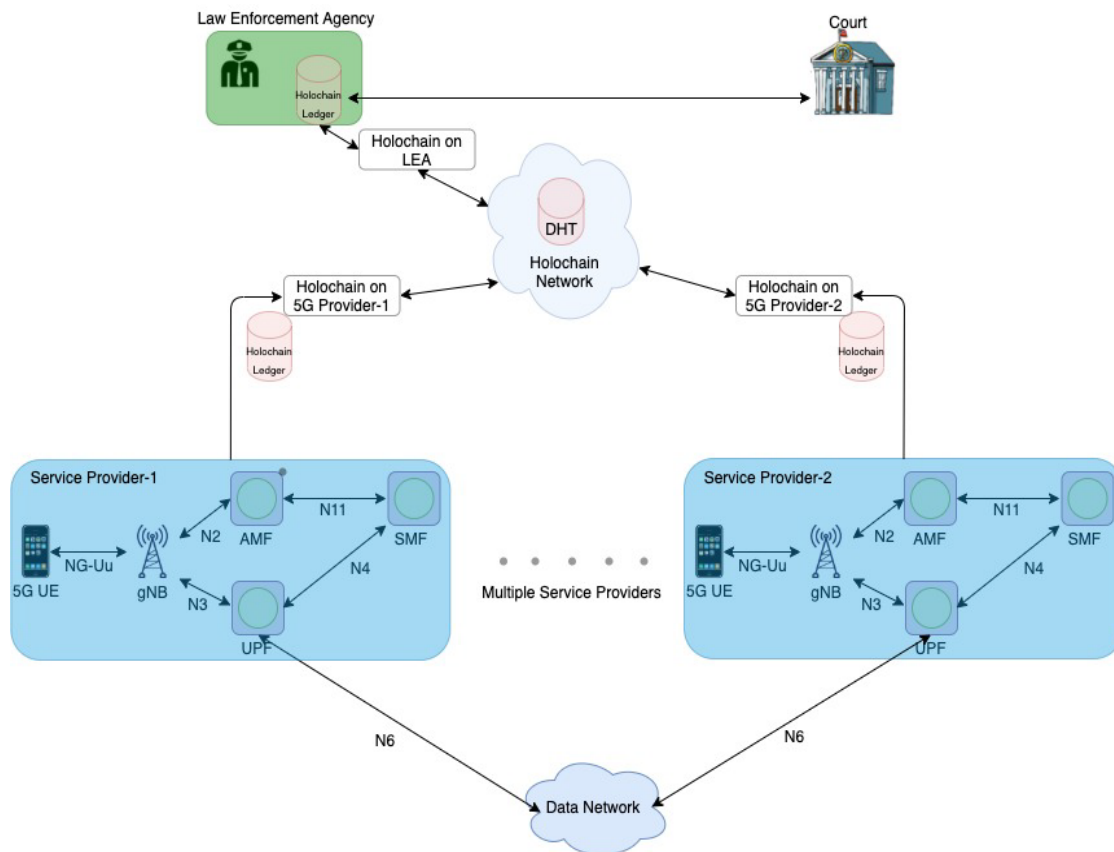 Law Enforcement Agency
Court
Holochain
Ledger
Holochain on
LEA
DHT
Holochain
Network
Holochain on
5G Provider-1
Holochain on
5G Provider-2
Holochain
Ledger
Holochain
Ledger
Service Provider-1
N11
N2
AMF
SMF
NG-Uu
N4
5G UE
gNB
N3
UPF
Multiple Service Providers
Service Provider-2
N11
N2
AMF
SMF
NG-Uu
N4
5G UE
gNB
N3
UPF
N6
N6
Data Network